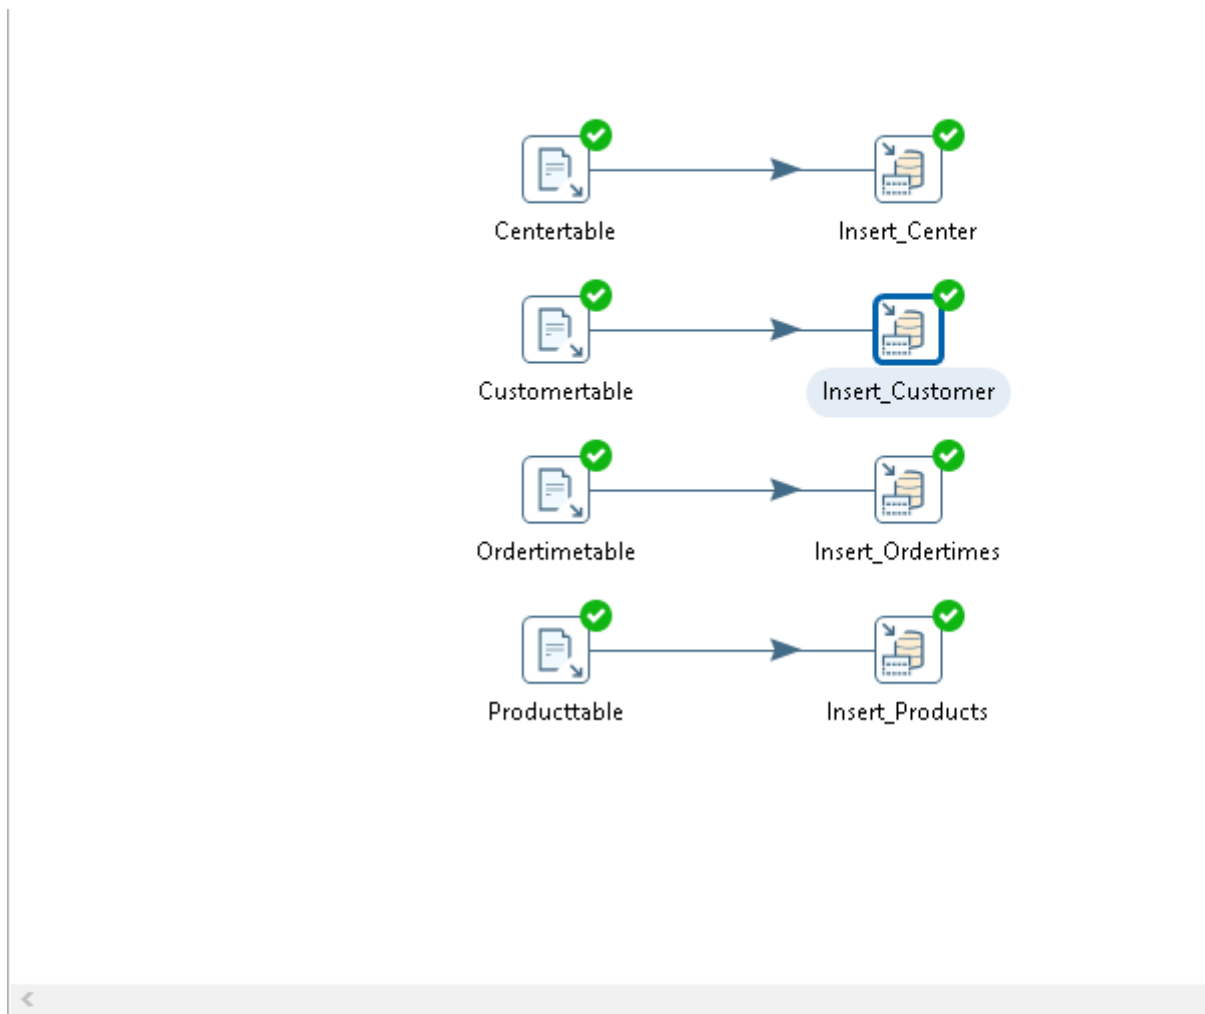 Centertable
Insert_Center
Customertable
Insert_Customer
Ordertimetable
Insert_Ordertimes
Producttable
Insert_Products